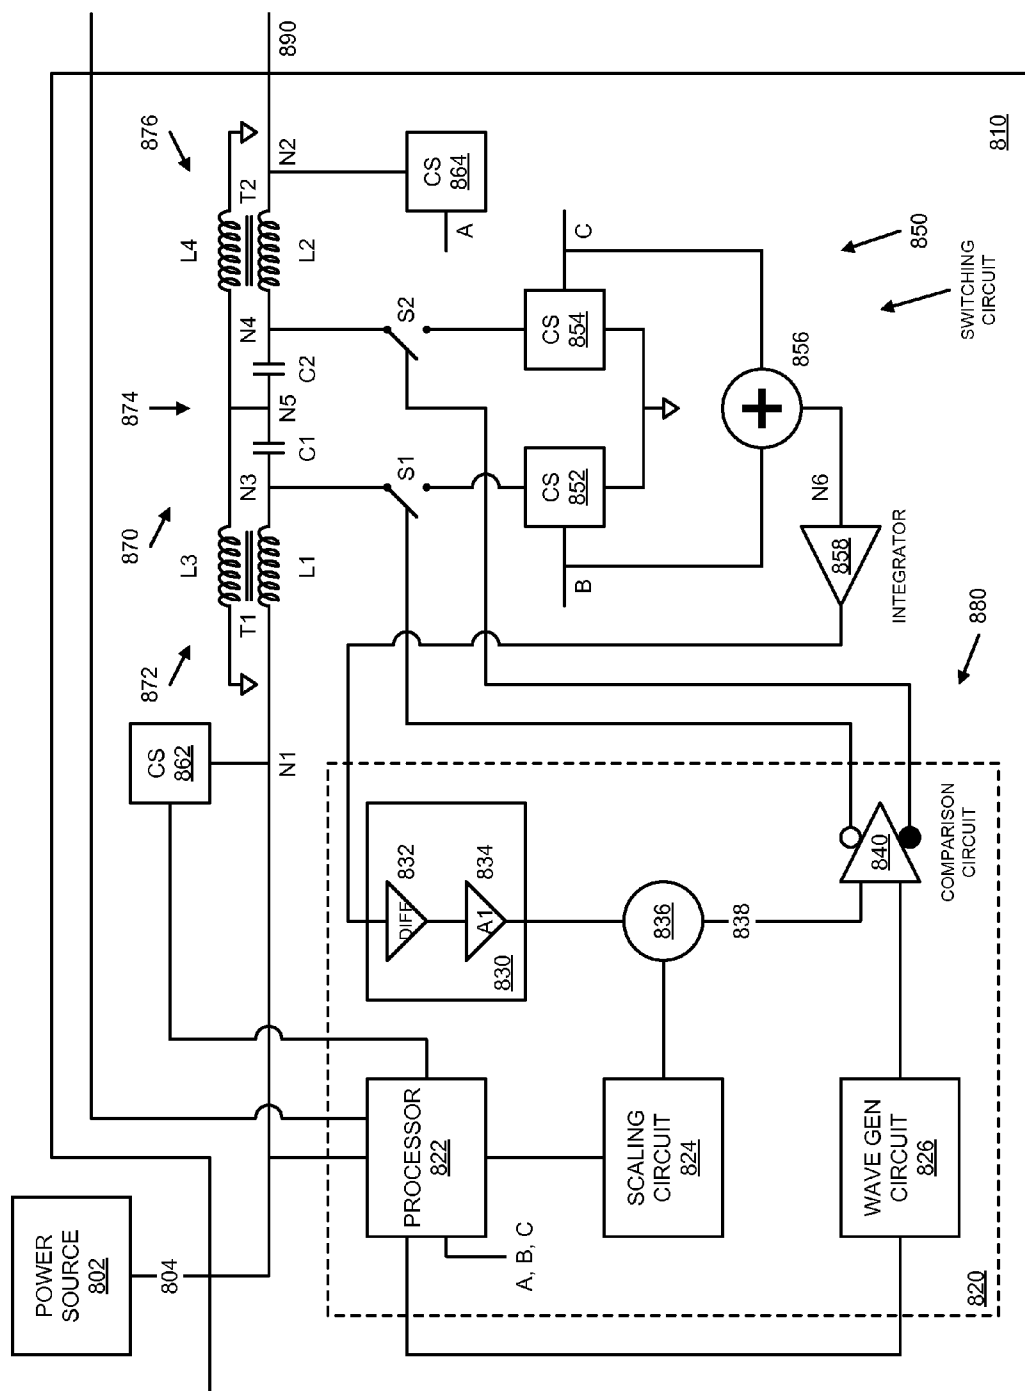 POWER
SOURCE
802
804
890
810
CS
862
N1
872
T1
L3
L1
870
N3
C1
874
N5
C2
N4
L4
L2
T2
876
N2
CS
864
A
S1
S2
CS
852
CS
854
B
C
856
850
SWITCHING
CIRCUIT
N6
858
INTEGRATOR
880
PROCESSOR
822
A, B, C
SCALING
CIRCUIT
824
WAVE GEN
CIRCUIT
826
DIFF
832
A1
834
830
836
838
840
COMPARISON
CIRCUIT
820